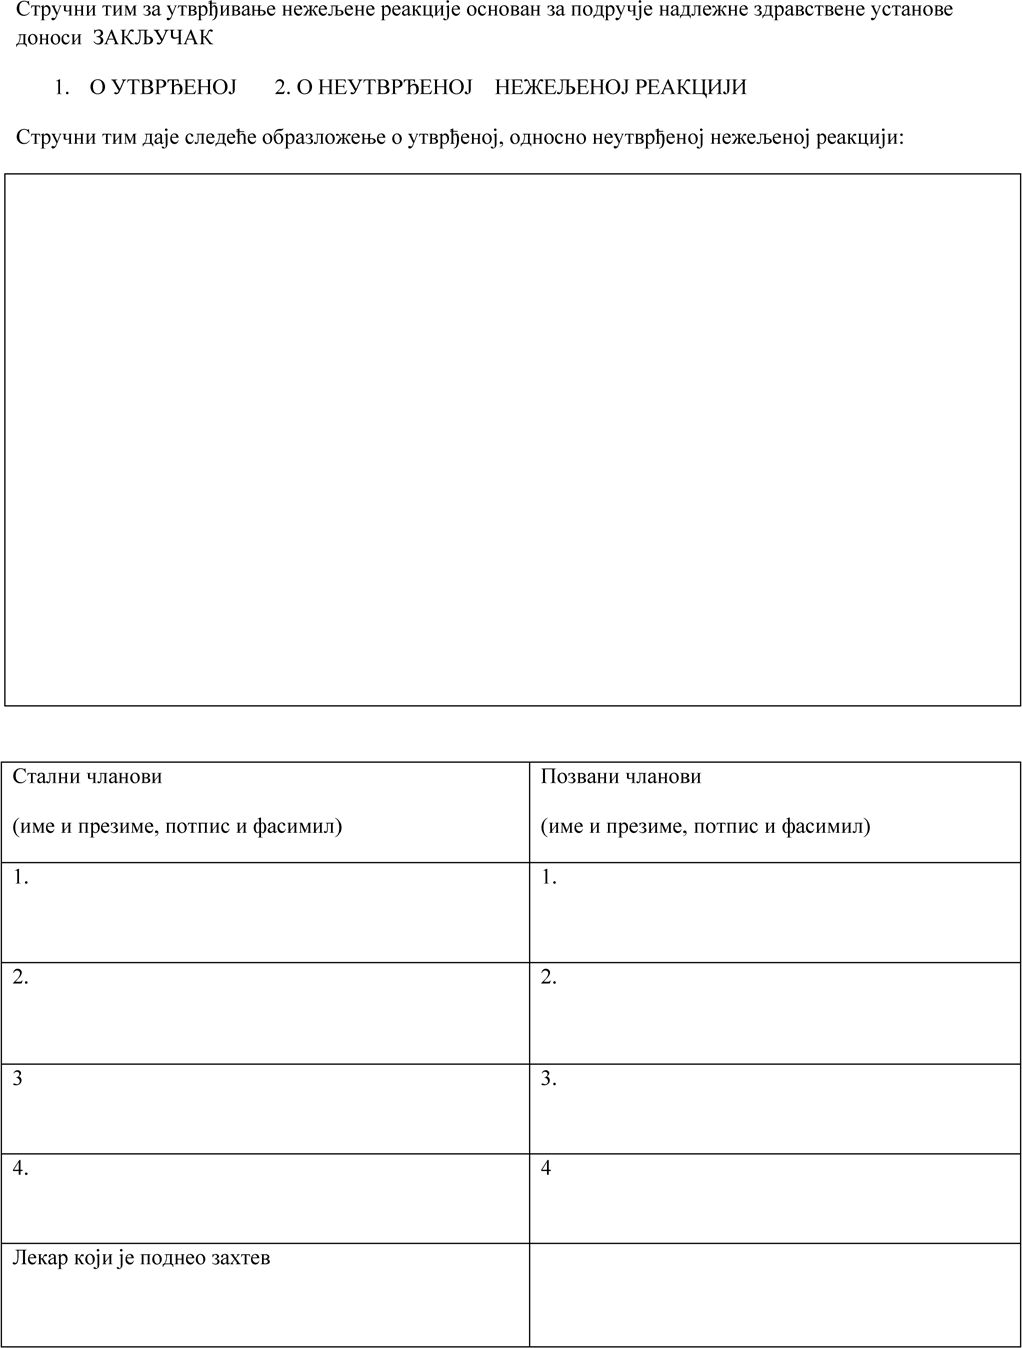 Стручни тим за утврђивање нежељене реакције основан за подручје надлежне здравствене установе
доноси ЗАКЉУЧАК
1. О УТВРЂЕНОЈ 2. О НЕУТВРЂЕНОЈ НЕЖЕЉЕНОЈ РЕАКЦИЈИ
Стручни тим даје следеће образложење о утврђеној, односно неутврђеној нежељеној реакцији:
Стални чланови
(име и презиме, потпис и фасимил)
Позвани чланови
(име и презиме, потпис и фасимил)
1.
1.
2.
2.
3
3.
4.
4
Лекар који је поднео захтев